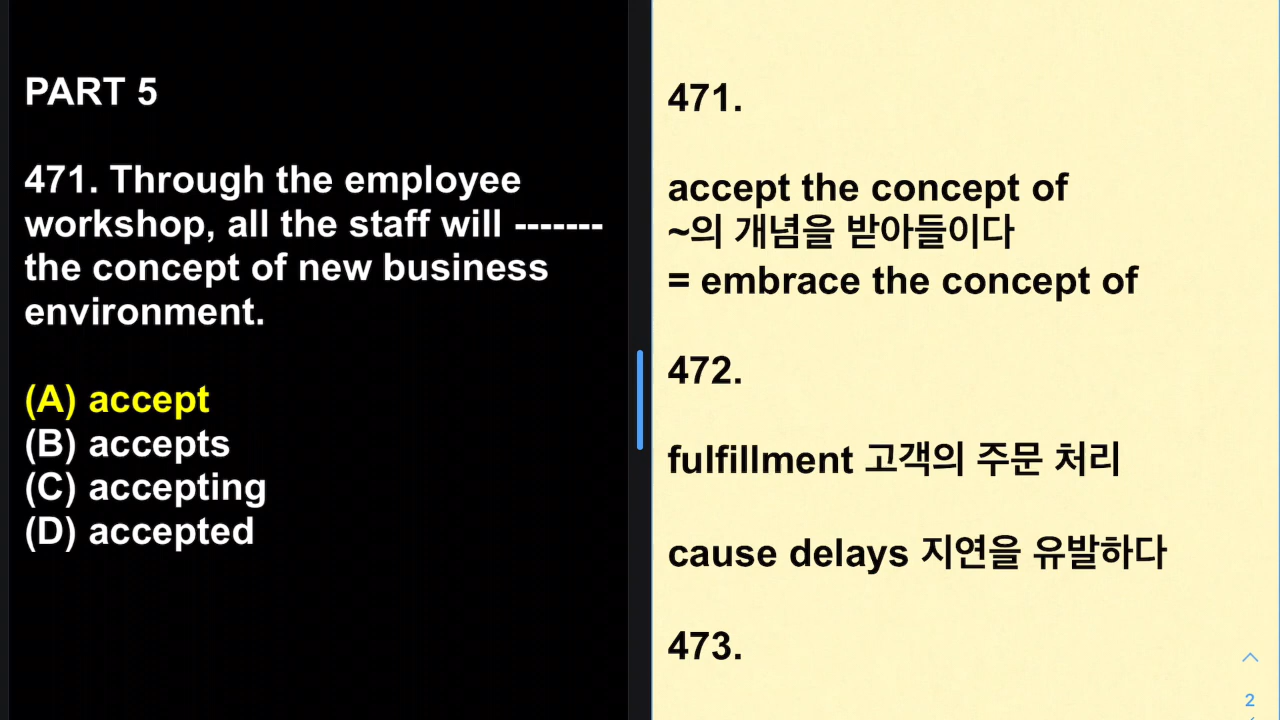 PART 5
471. Through the employee
workshop, all the staff will -------
the concept of new business
environment.
(A) accept
(B) accepts
(C) accepting
(D) accepted
471.
accept the concept of
~의 개념을 받아들이다
= embrace the concept of
472.
fulfillment 고객의 주문 처리
cause delays 지연을 유발하다
473.
2